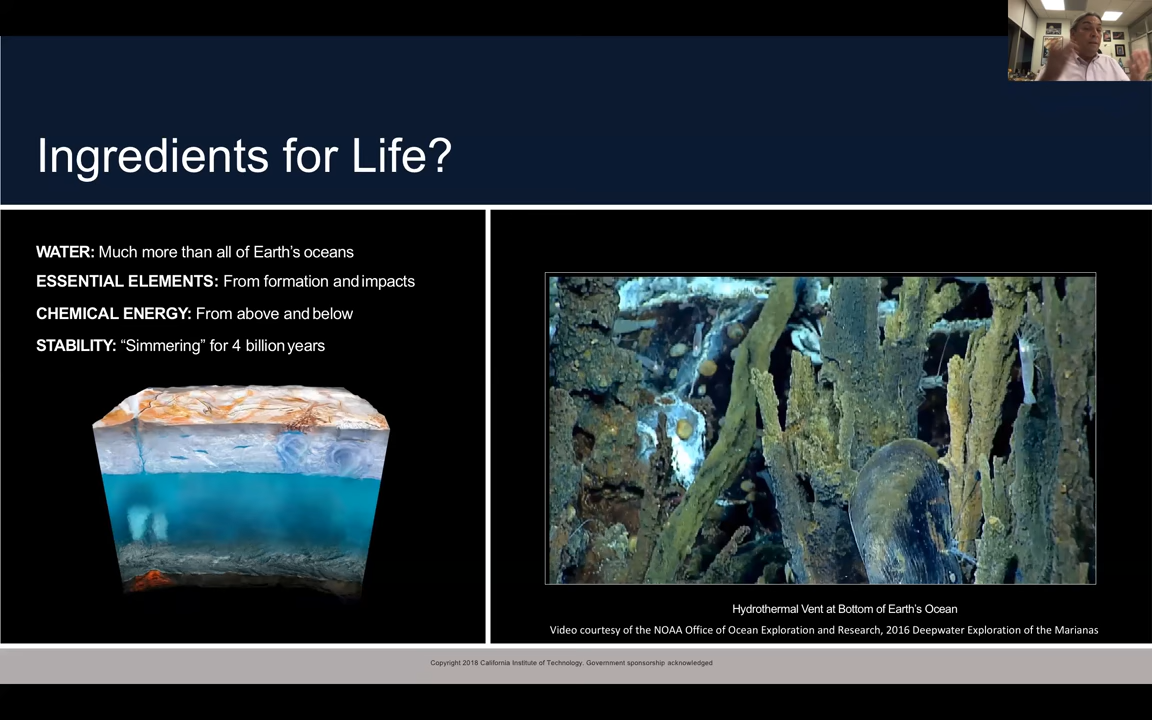 Ingredients for Life?
WATER: Much more than all of Earth's oceans
ESSENTIAL ELEMENTS: From formation and impacts
CHEMICAL ENERGY: From above and below
STABILITY: “Simmering” for 4 billion years
Hydrothermal Vent at Bottom of Earth's Ocean
Video courtesy of the NOAA Office of Ocean Exploration and Research, 2016 Deepwater Exploration of the Marianas
Copyright 2018 California Institute of Technology. Government sponsorship acknowledged